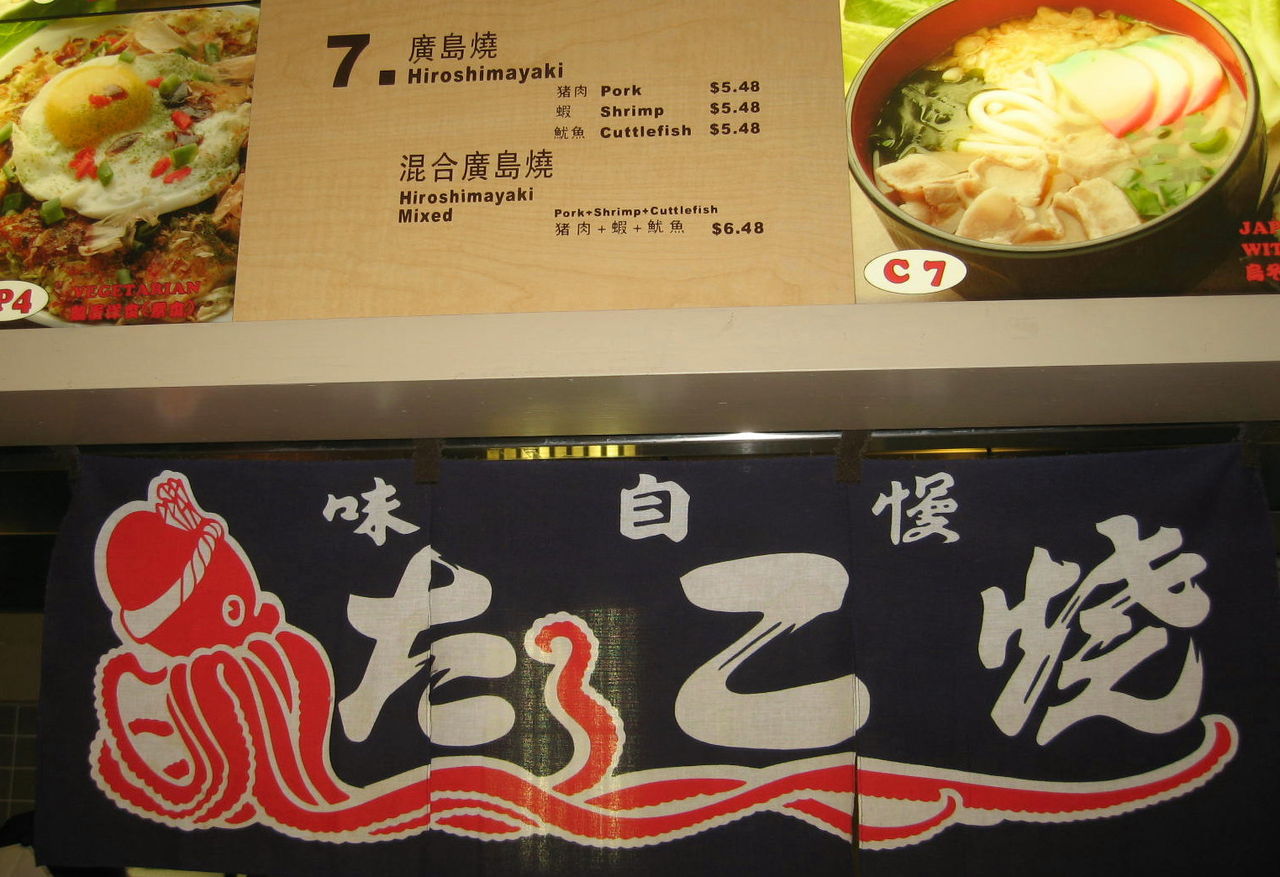 7. 廣島燒
Hiroshimayaki
猪肉 Pork $5.48
蝦 Shrimp $5.48
魷魚 Cuttlefish $5.48
混合廣島燒
Hiroshimayaki
Mixed
Pork+Shrimp+Cuttlefish
猪肉+蝦+魷魚 $6.48
P4
VEGETARIAN
C7
味自慢
たこ焼